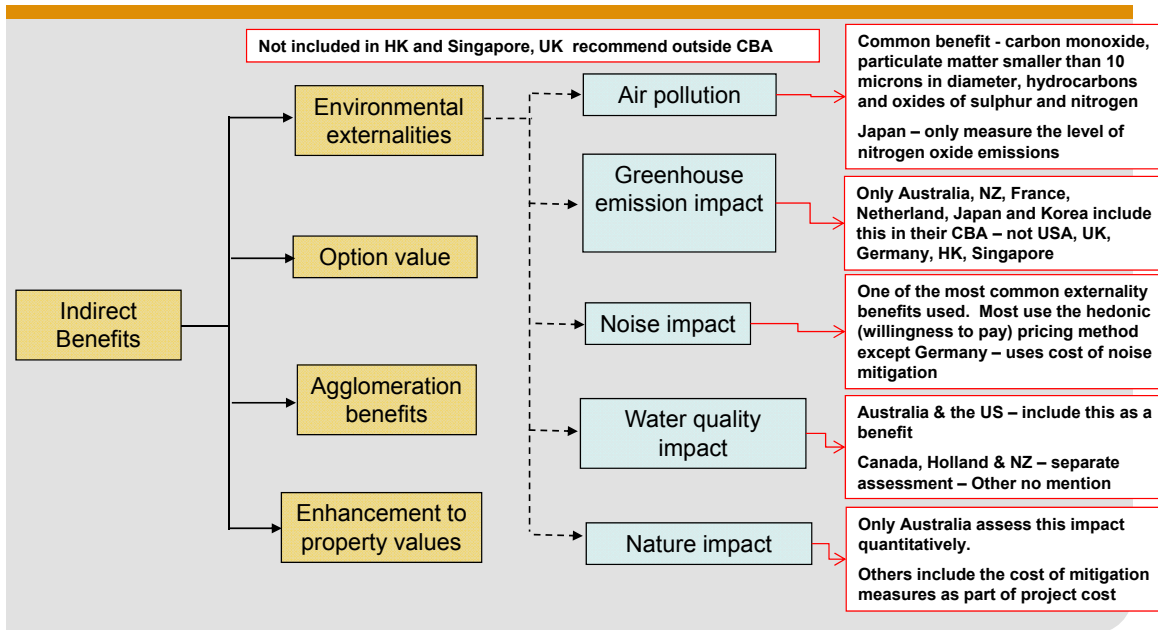 Not included in HK and Singapore, UK  recommend outside CBA
Indirect
Benefits
Environmental
externalities
Option value
Agglomeration
benefits
Enhancement to
property values
Air pollution
Common benefit - carbon monoxide,
particulate matter smaller than 10
microns in diameter, hydrocarbons
and oxides of sulphur and nitrogen
Japan – only measure the level of
nitrogen oxide emissions
Greenhouse
emission impact
Only Australia, NZ, France,
Netherland, Japan and Korea include
this in their CBA – not USA, UK,
Germany, HK, Singapore
Noise impact
One of the most common externality
benefits used.  Most use the hedonic
(willingness to pay) pricing method
except Germany – uses cost of noise
mitigation
Water quality
impact
Australia & the US – include this as a
benefit
Canada, Holland & NZ – separate
assessment – Other no mention
Nature impact
Only Australia assess this impact
quantitatively.
Others include the cost of mitigation
measures as part of project cost